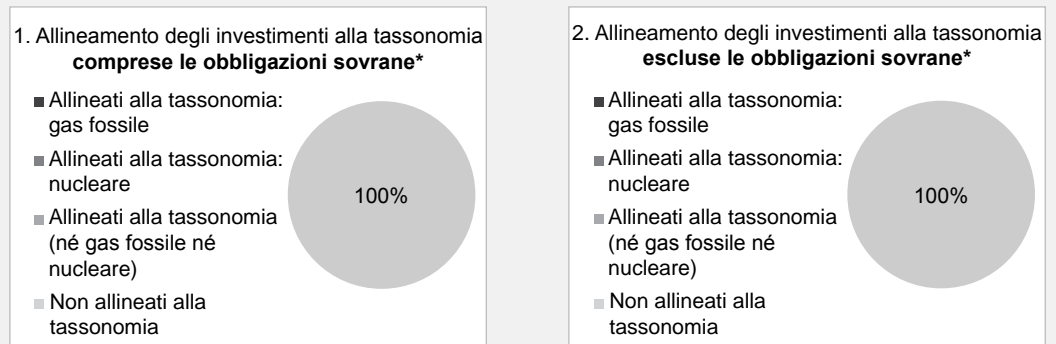 1. Allineamento degli investimenti alla tassonomia
comprese le obbligazioni sovrane*
Allineati alla tassonomia:
gas fossile
Allineati alla tassonomia:
nucleare
Allineati alla tassonomia
(né gas fossile né
nucleare)
Non allineati alla
tassonomia
100%
2. Allineamento degli investimenti alla tassonomia
escluse le obbligazioni sovrane*
Allineati alla tassonomia:
gas fossile
Allineati alla tassonomia:
nucleare
Allineati alla tassonomia
(né gas fossile né
nucleare)
Non allineati alla
tassonomia
100%